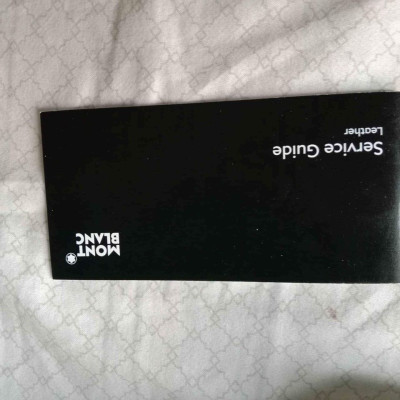 Service Guide
Leather
MONT
BLANC